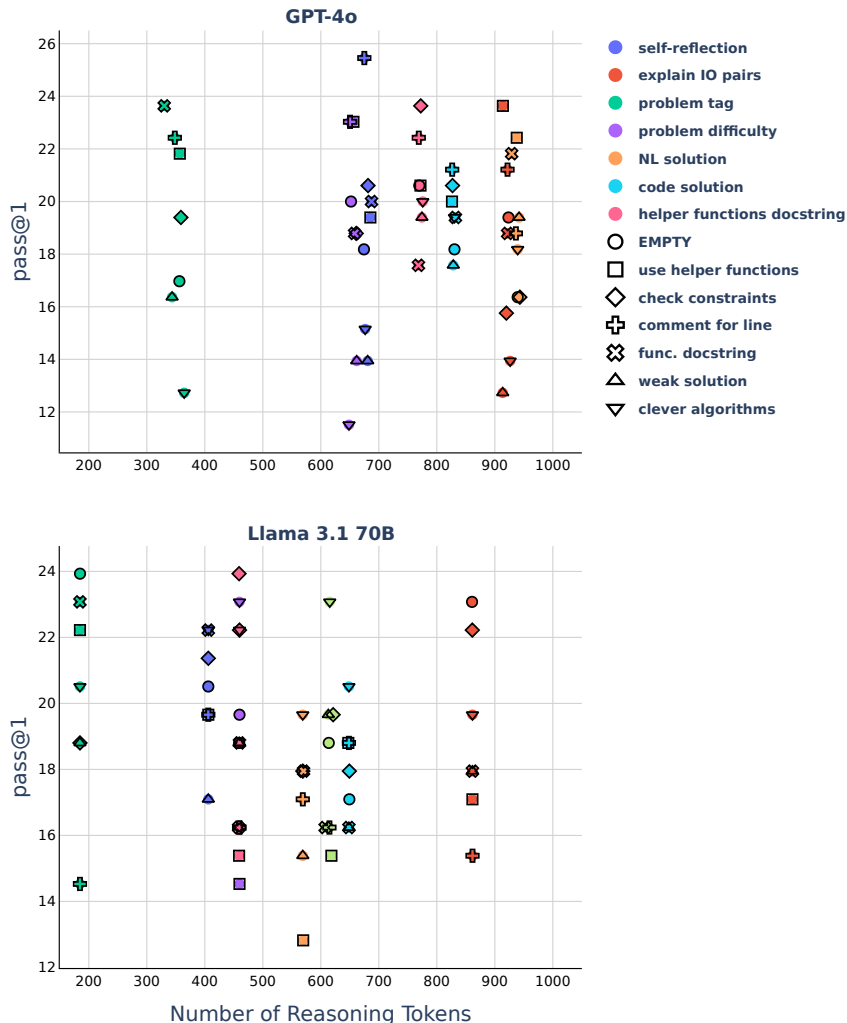 GPT-4o
26
24
22
20
18
16
14
12
pass@1
200 300 400 500 600 700 800 900 1000
self-reflection
explain IO pairs
problem tag
problem difficulty
NL solution
code solution
helper functions docstring
EMPTY
use helper functions
check constraints
comment for line
func. docstring
weak solution
clever algorithms
Llama 3.1 70B
24
22
20
18
16
14
12
pass@1
200 300 400 500 600 700 800 900 1000
Number of Reasoning Tokens